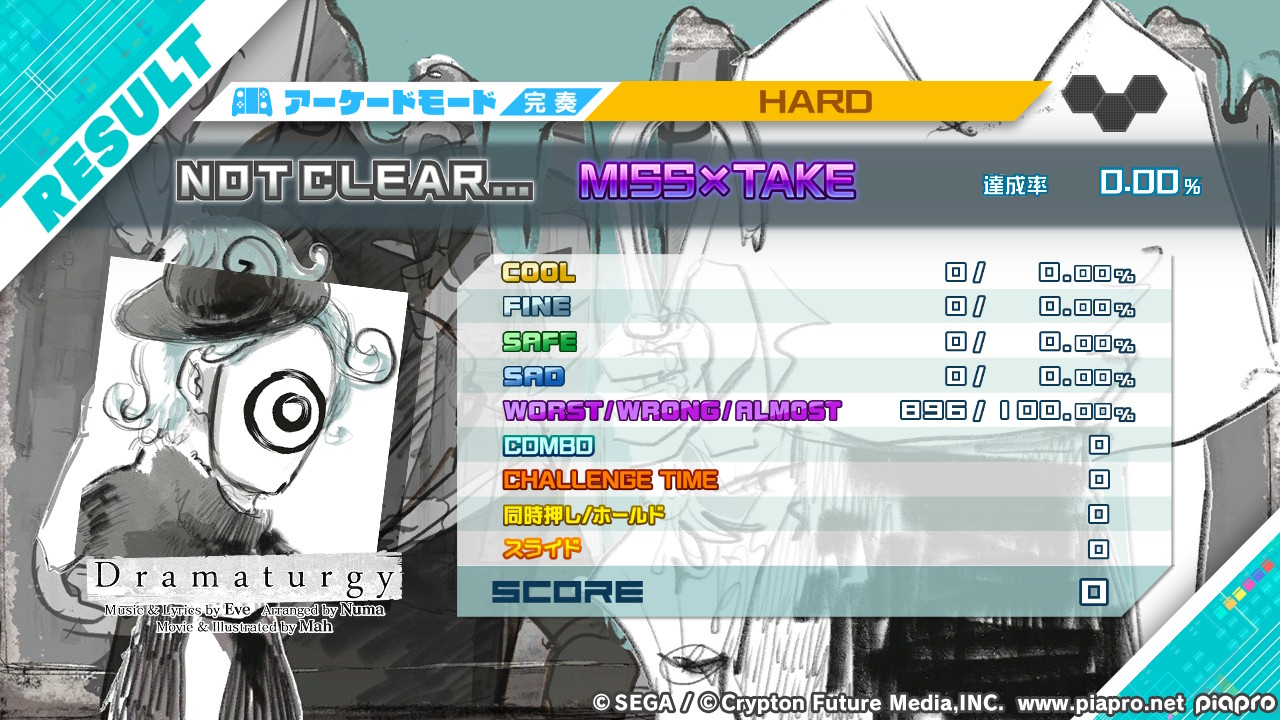 RESULT
アーケードモード 完奏 HARD
NOT CLEAR... MISS×TAKE 達成率 0.00%
COOL 0 / 0.00%
FINE 0 / 0.00%
SAFE 0 / 0.00%
SAD 0 / 0.00%
WORST/WRONG/ALMOST 896 / 100.00%
COMBO 0
CHALLENGE TIME 0
同時押し/ホールド 0
スライド 0
SCORE 0
Dramaturgy
Music & Lyrics by Eve Arranged by Numa
Movie & Illustrated by Mah
© SEGA / ©Crypton Future Media,INC. www.piapro.net piapro